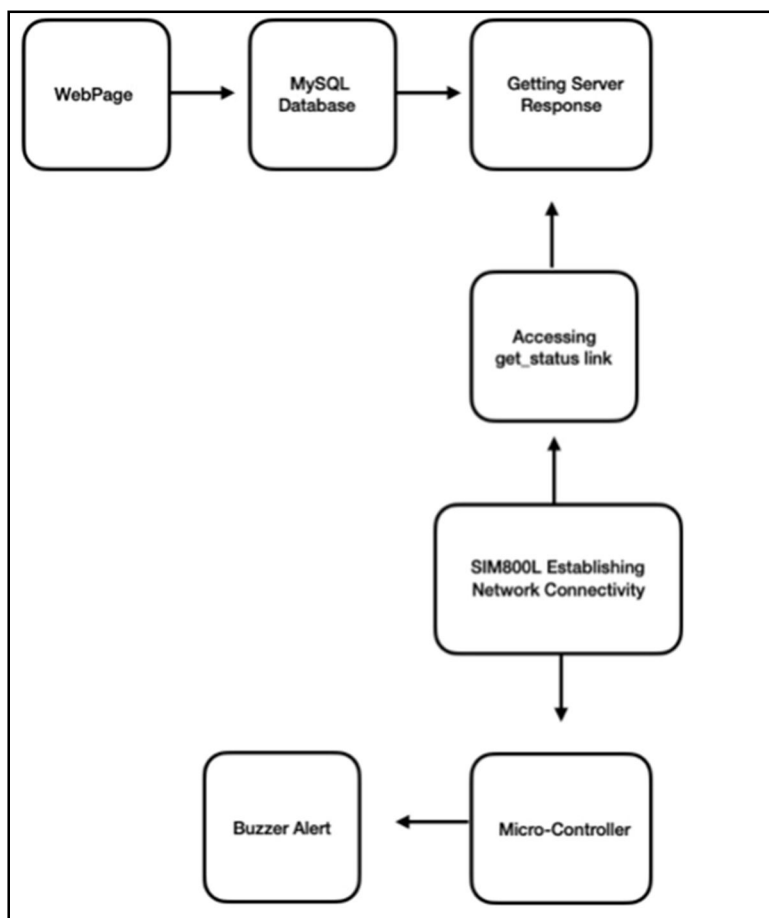 WebPage
MySQL
Database
Getting Server
Response
Accessing
get_status link
SIM800L Establishing
Network Connectivity
Buzzer Alert
Micro-Controller